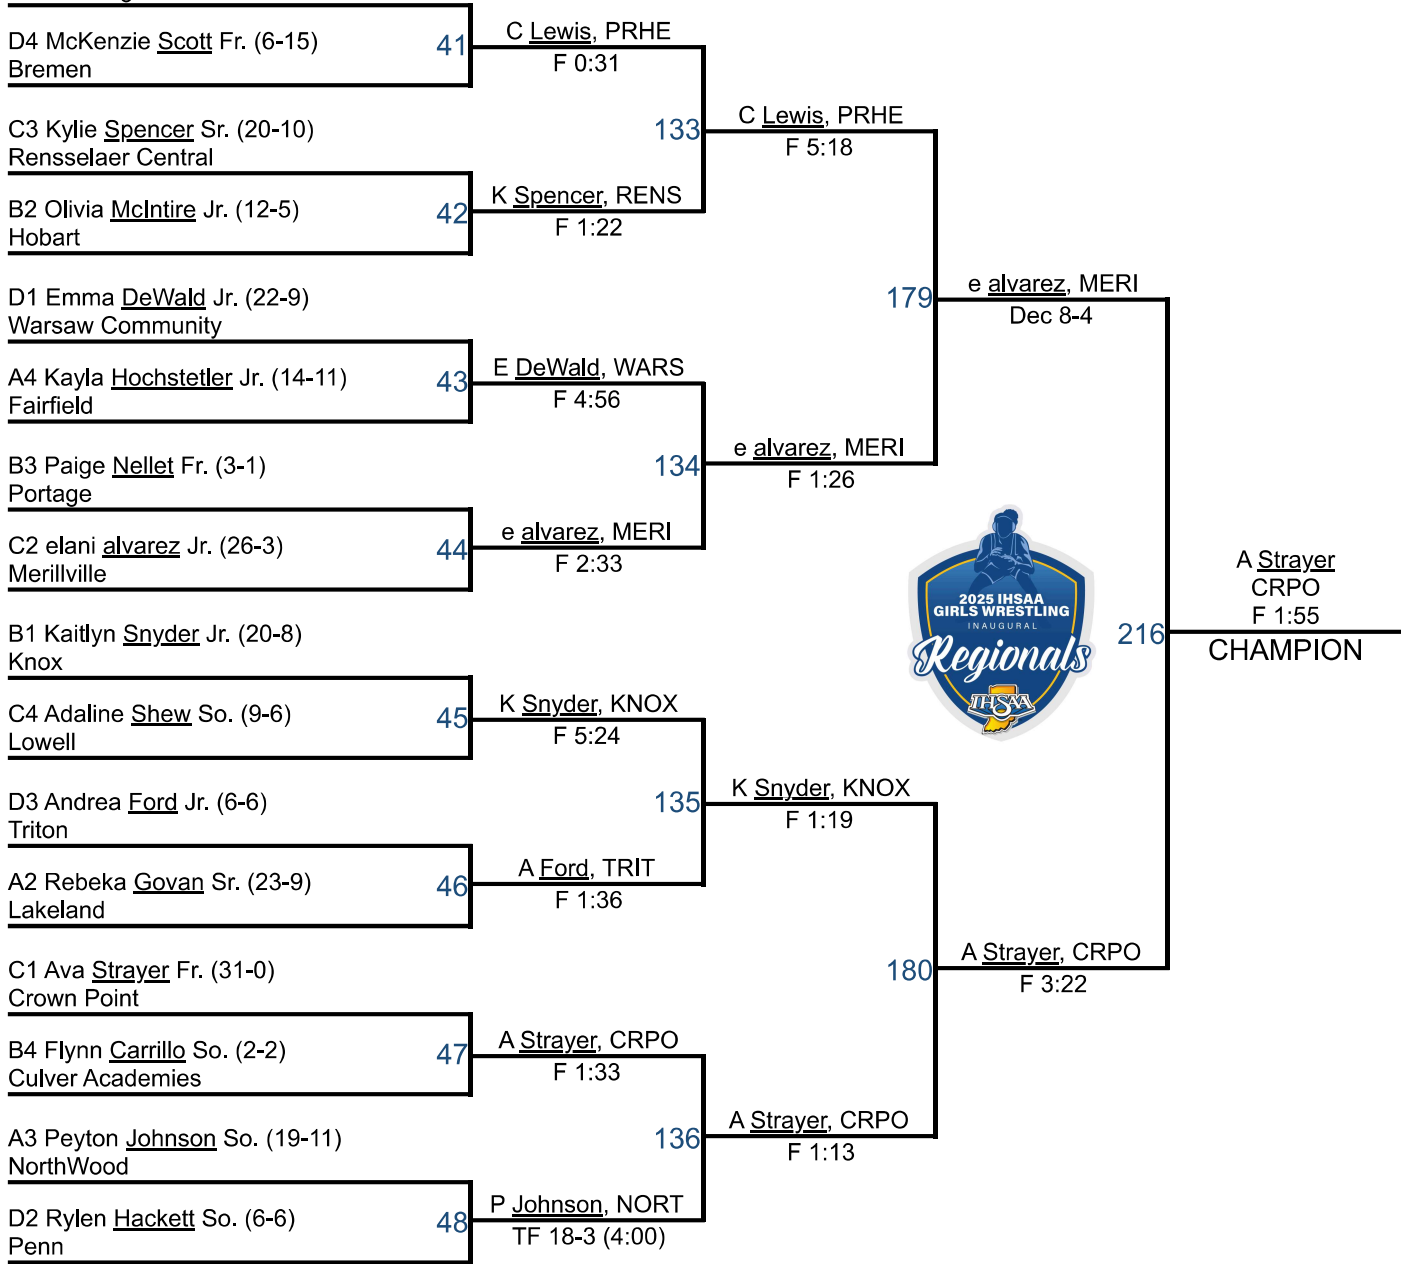 D4 McKenzie Scott Fr. (6-15)
Bremen
41
C Lewis, PRHE
F 0:31
C3 Kylie Spencer Sr. (20-10)
Rensselaer Central
133
C Lewis, PRHE
F 5:18
B2 Olivia McIntire Jr. (12-5)
Hobart
42
K Spencer, RENS
F 1:22
D1 Emma DeWald Jr. (22-9)
Warsaw Community
179
e alvarez, MERI
Dec 8-4
A4 Kayla Hochstetler Jr. (14-11)
Fairfield
43
E DeWald, WARS
F 4:56
B3 Paige Nellet Fr. (3-1)
Portage
134
e alvarez, MERI
F 1:26
C2 elani alvarez Jr. (26-3)
Merillville
44
e alvarez, MERI
F 2:33
2025 IHSAA
GIRLS WRESTLING
INAUGURAL
Regionals
IHSAA
216
A Strayer
CRPO
F 1:55
CHAMPION
B1 Kaitlyn Snyder Jr. (20-8)
Knox
C4 Adaline Shew So. (9-6)
Lowell
45
K Snyder, KNOX
F 5:24
D3 Andrea Ford Jr. (6-6)
Triton
135
K Snyder, KNOX
F 1:19
A2 Rebeka Govan Sr. (23-9)
Lakeland
46
A Ford, TRIT
F 1:36
C1 Ava Strayer Fr. (31-0)
Crown Point
180
A Strayer, CRPO
F 3:22
B4 Flynn Carrillo So. (2-2)
Culver Academies
47
A Strayer, CRPO
F 1:33
A3 Peyton Johnson So. (19-11)
NorthWood
136
A Strayer, CRPO
F 1:13
D2 Rylen Hackett So. (6-6)
Penn
48
P Johnson, NORT
TF 18-3 (4:00)